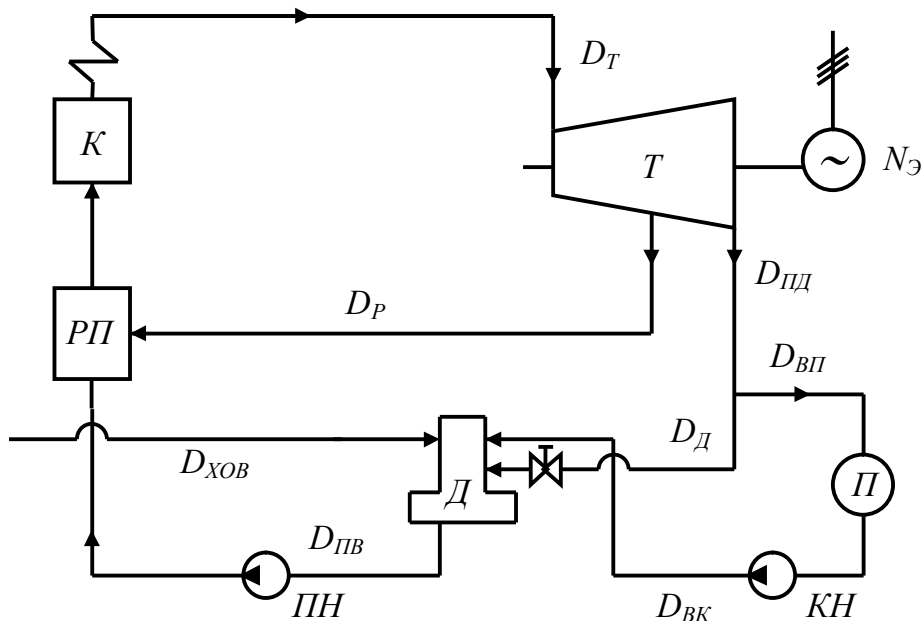 D_Т
К
Т
~
N_Э
D_ПД
D_Р
РП
D_ВП
D_Д
D_ХОВ
Д
П
D_ПВ
ПН
D_ВК
КН